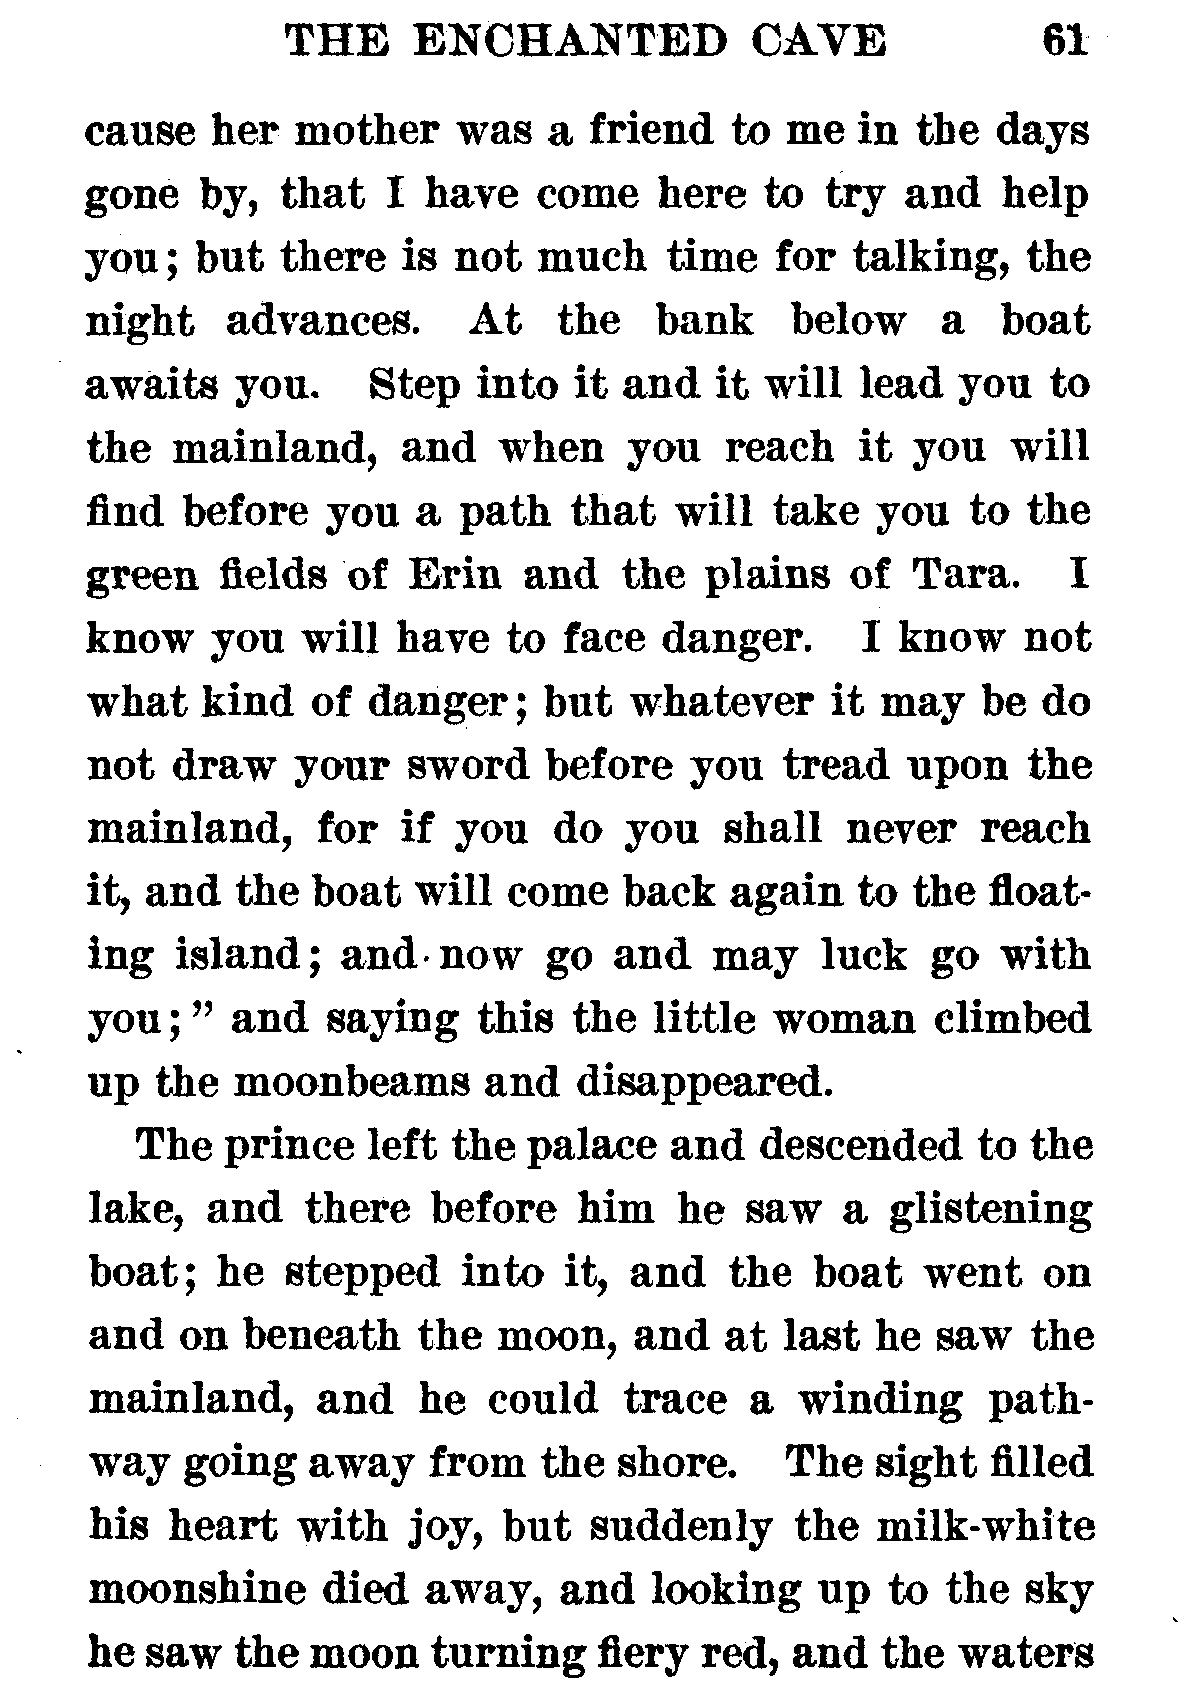 THE ENCHANTED CAVE 61
cause her mother was a friend to me in the days
gone by, that I have come here to try and help
you; but there is not much time for talking, the
night advances. At the bank below a boat
awaits you. Step into it and it will lead you to
the mainland, and when you reach it you will
find before you a path that will take you to the
green fields of Erin and the plains of Tara. I
know you will have to face danger. I know not
what kind of danger; but whatever it may be do
not draw your sword before you tread upon the
mainland, for if you do you shall never reach
it, and the boat will come back again to the float-
ing island; and now go and may luck go with
you;" and saying this the little woman climbed
up the moonbeams and disappeared.
The prince left the palace and descended to the
lake, and there before him he saw a glistening
boat; he stepped into it, and the boat went on
and on beneath the moon, and at last he saw the
mainland, and he could trace a winding path-
way going away from the shore. The sight filled
his heart with joy, but suddenly the milk-white
moonshine died away, and looking up to the sky
he saw the moon turning fiery red, and the waters